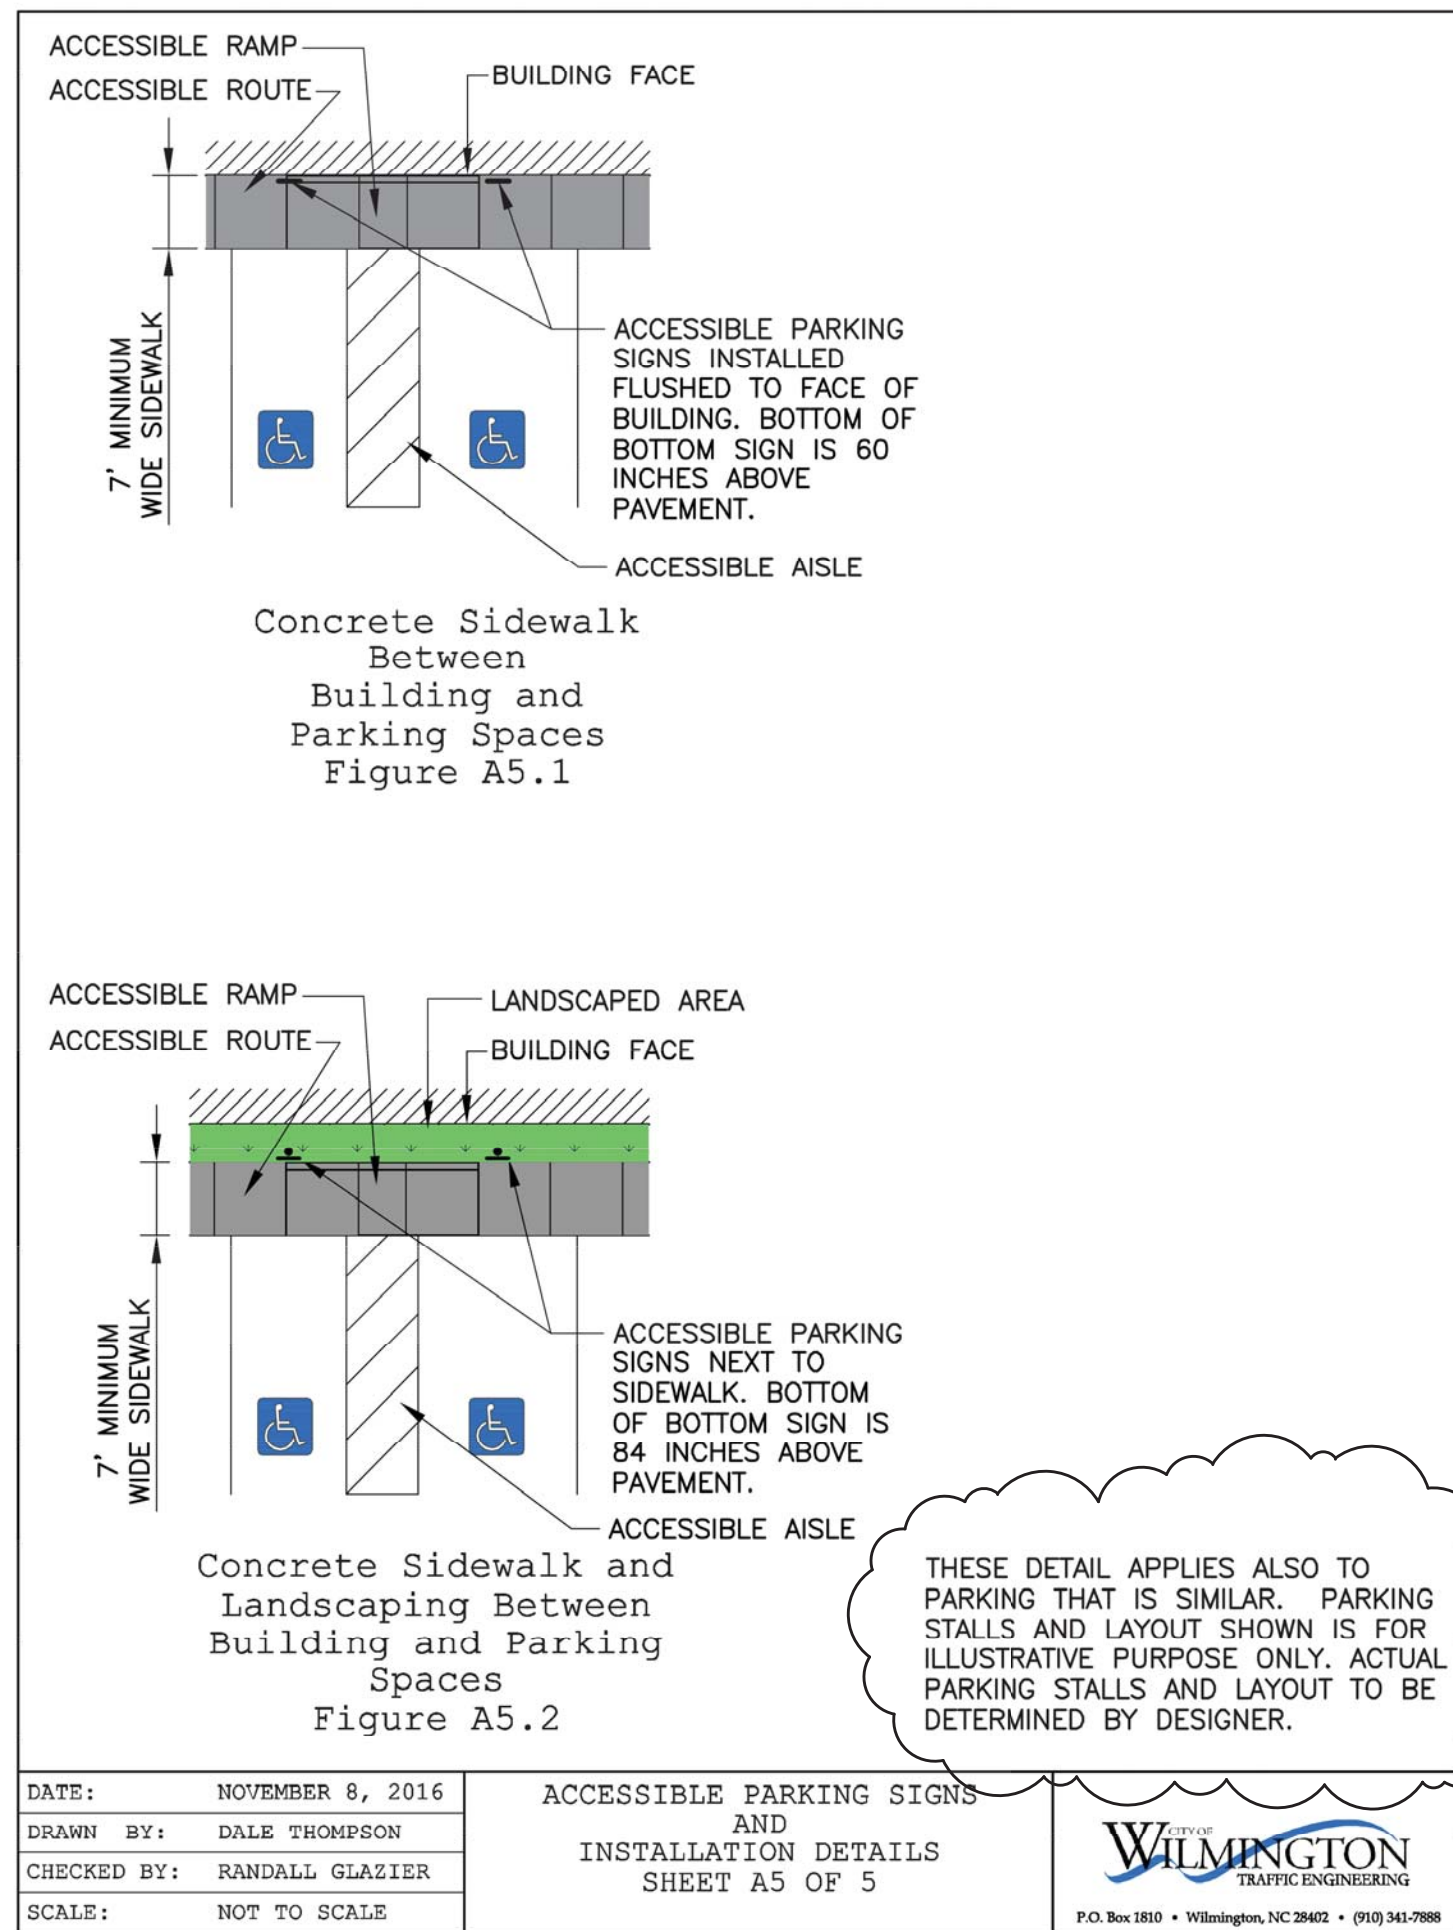 ACCESSIBLE RAMP
ACCESSIBLE ROUTE
BUILDING FACE
7' MINIMUM
WIDE SIDEWALK
ACCESSIBLE PARKING
SIGNS INSTALLED
FLUSHED TO FACE OF
BUILDING. BOTTOM OF
BOTTOM SIGN IS 60
INCHES ABOVE
PAVEMENT.
ACCESSIBLE AISLE
Concrete Sidewalk
Between
Building and
Parking Spaces
Figure A5.1
ACCESSIBLE RAMP
ACCESSIBLE ROUTE
LANDSCAPED AREA
BUILDING FACE
7' MINIMUM
WIDE SIDEWALK
ACCESSIBLE PARKING
SIGNS NEXT TO
SIDEWALK. BOTTOM
OF BOTTOM SIGN IS
84 INCHES ABOVE
PAVEMENT.
ACCESSIBLE AISLE
Concrete Sidewalk and
Landscaping Between
Building and Parking
Spaces
Figure A5.2
THESE DETAIL APPLIES ALSO TO
PARKING THAT IS SIMILAR. PARKING
STALLS AND LAYOUT SHOWN IS FOR
ILLUSTRATIVE PURPOSE ONLY. ACTUAL
PARKING STALLS AND LAYOUT TO BE
DETERMINED BY DESIGNER.
DATE: NOVEMBER 8, 2016
DRAWN BY: DALE THOMPSON
CHECKED BY: RANDALL GLAZIER
SCALE: NOT TO SCALE
ACCESSIBLE PARKING SIGNS
AND
INSTALLATION DETAILS
SHEET A5 OF 5
CITY OF
WILMINGTON
TRAFFIC ENGINEERING
P.O. Box 1810 • Wilmington, NC 28402 • (910) 341-7888